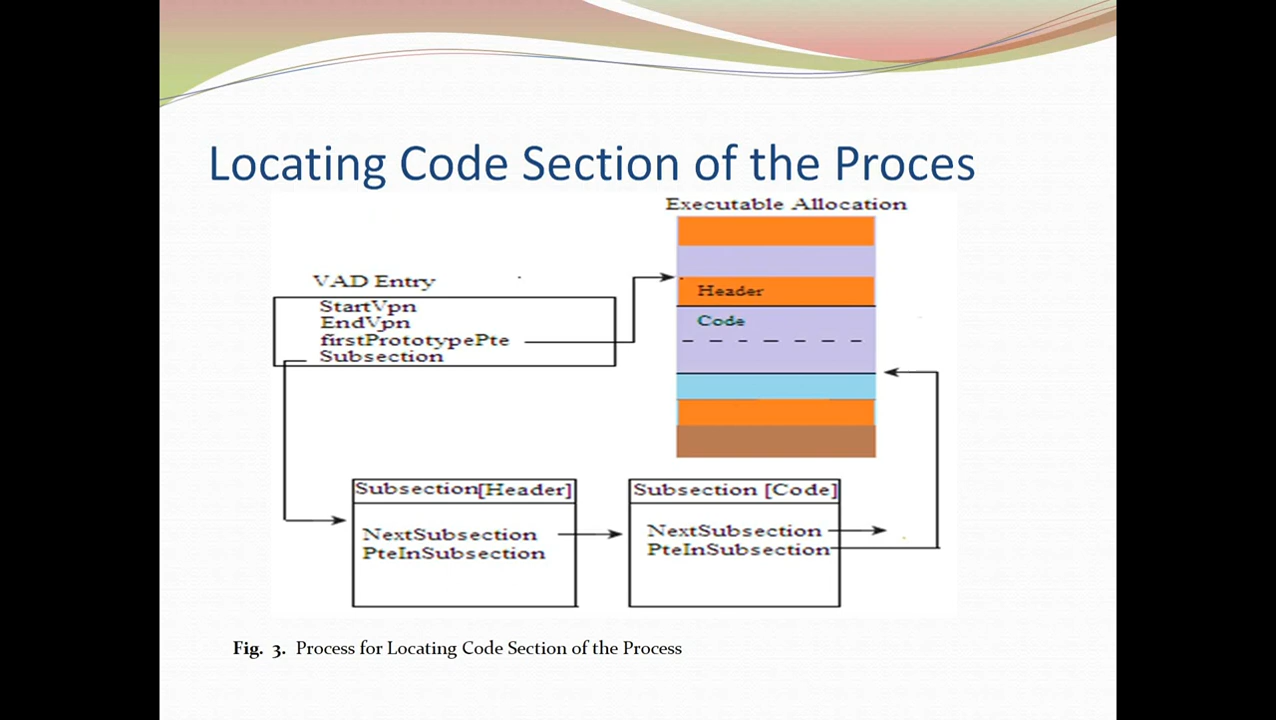 Locating Code Section of the Proces
Executable Allocation
VAD Entry
StartVpn
EndVpn
firstPrototypePte
Subsection
Header
Code
Subsection[Header]
NextSubsection
PteInSubsection
Subsection [Code]
NextSubsection
PteInSubsection
Fig. 3. Process for Locating Code Section of the Process